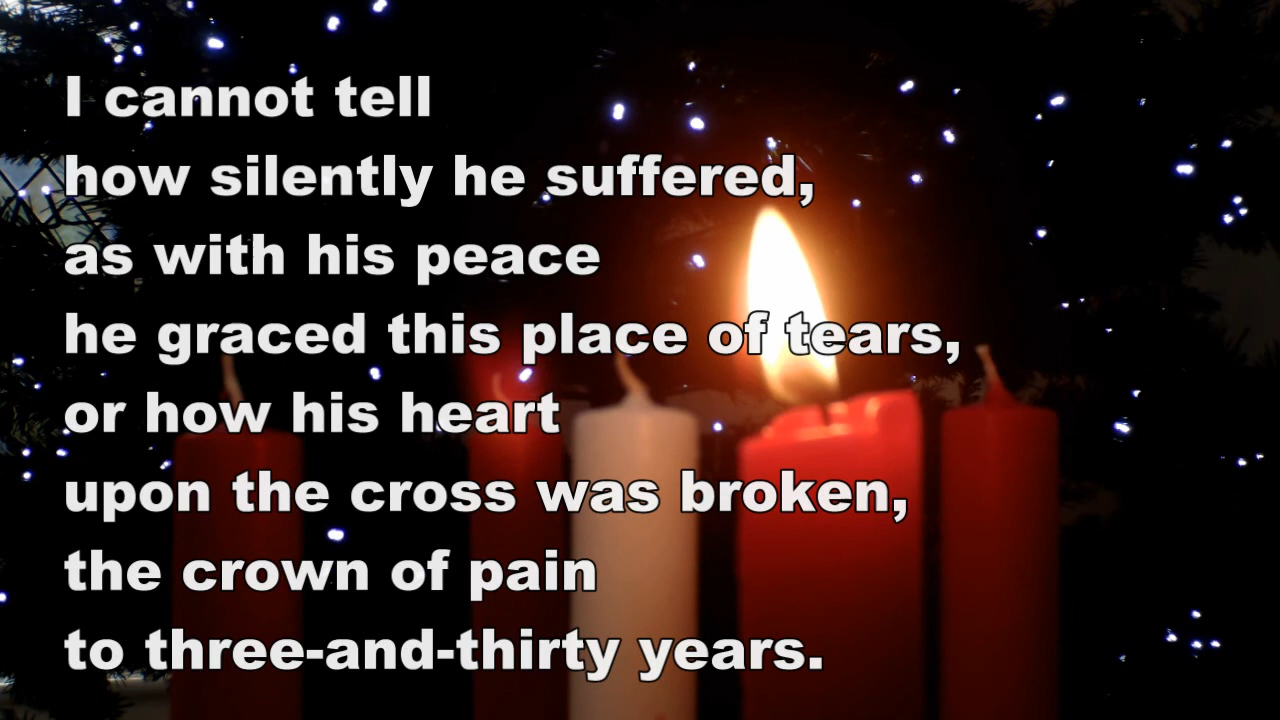 I cannot tell
how silently he suffered,
as with his peace
he graced this place of tears,
or how his heart
upon the cross was broken,
the crown of pain
to three-and-thirty years.